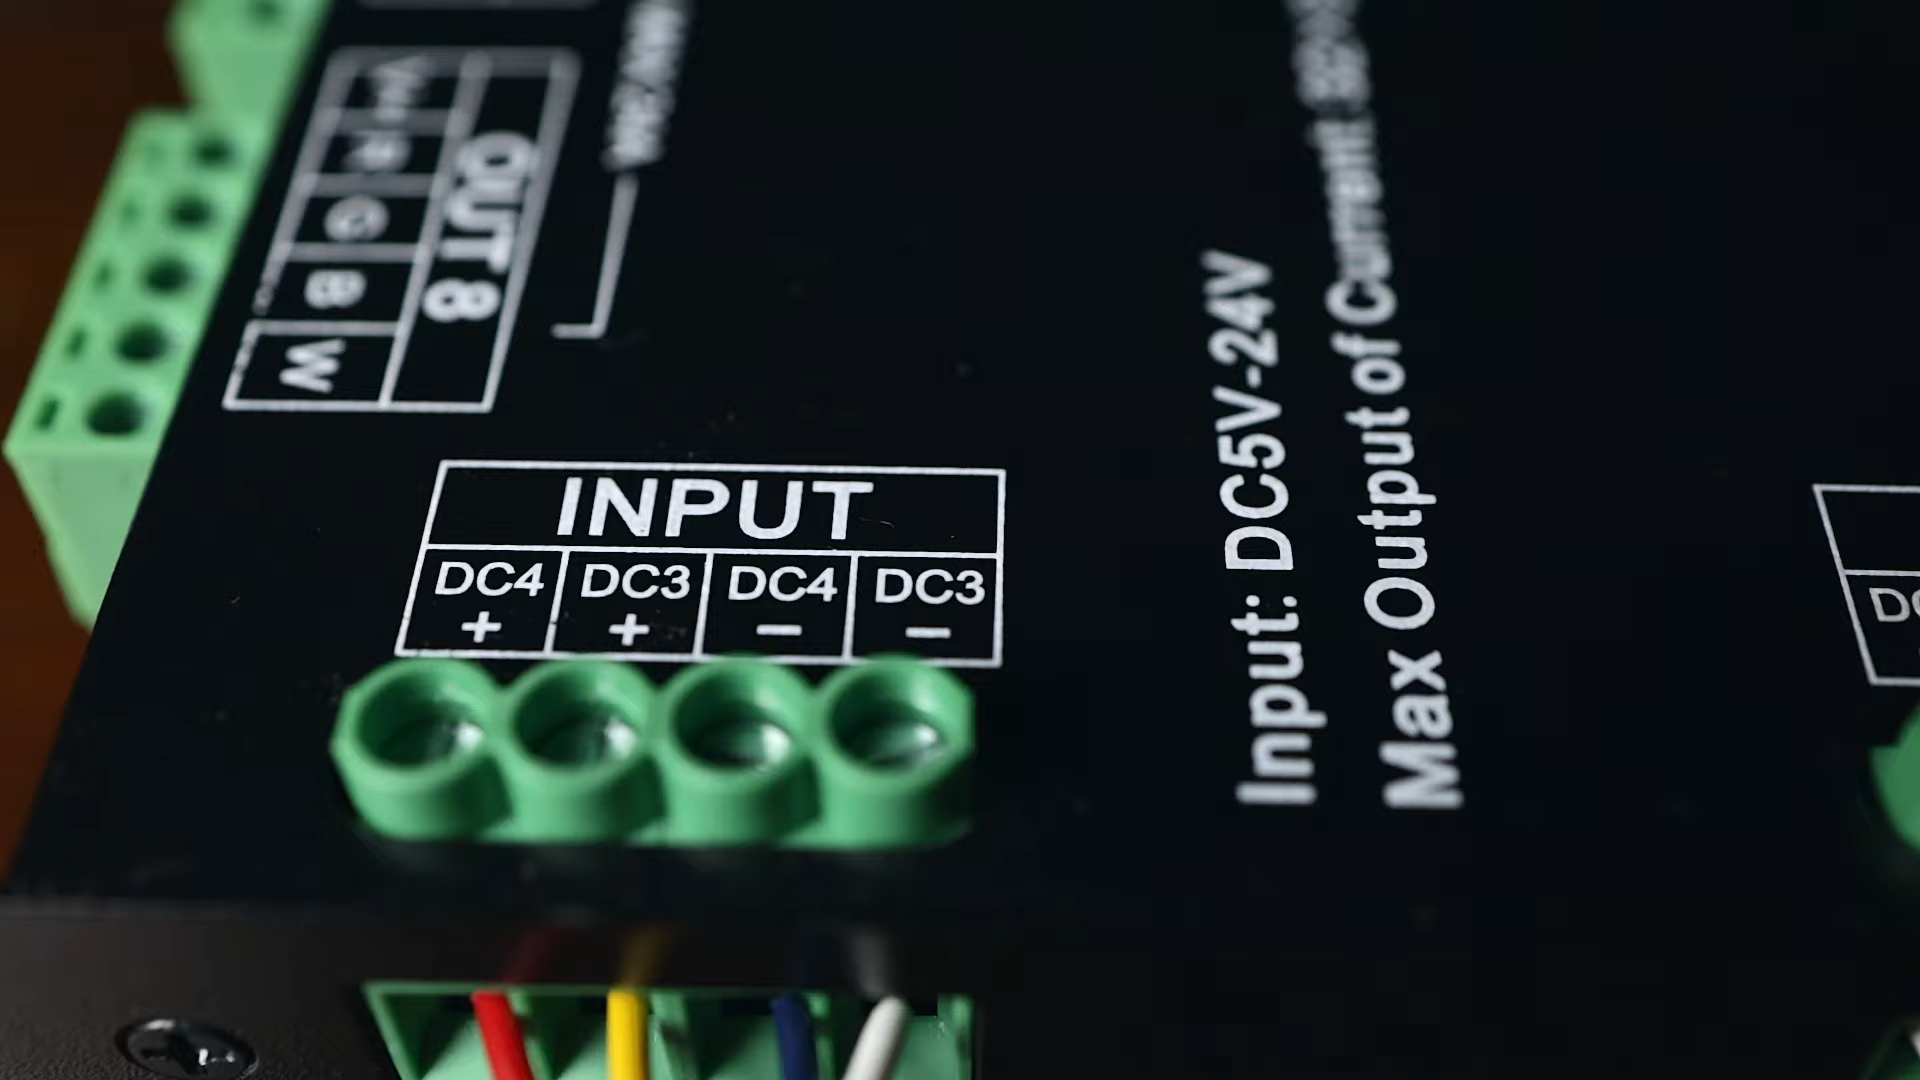 OUT 8
V+
R
G
B
W
INPUT
DC4 DC3 DC4 DC3
+ + − −
Input: DC5V-24V
Max Output of Current